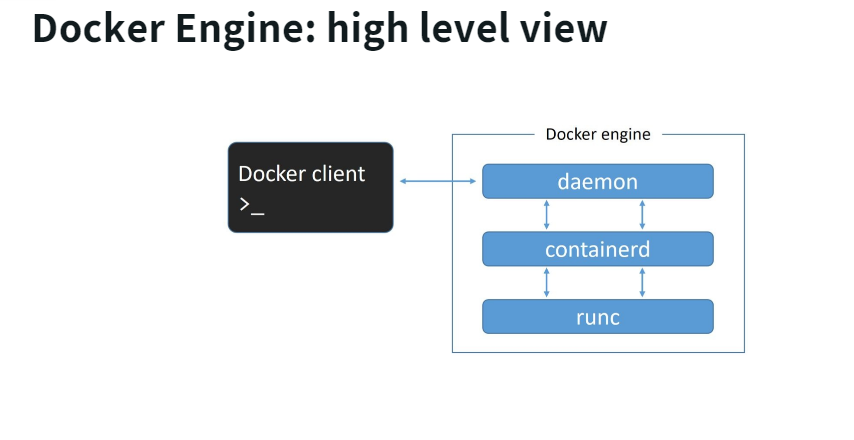 Docker Engine: high level view
Docker engine
Docker client
>_
daemon
containerd
runc